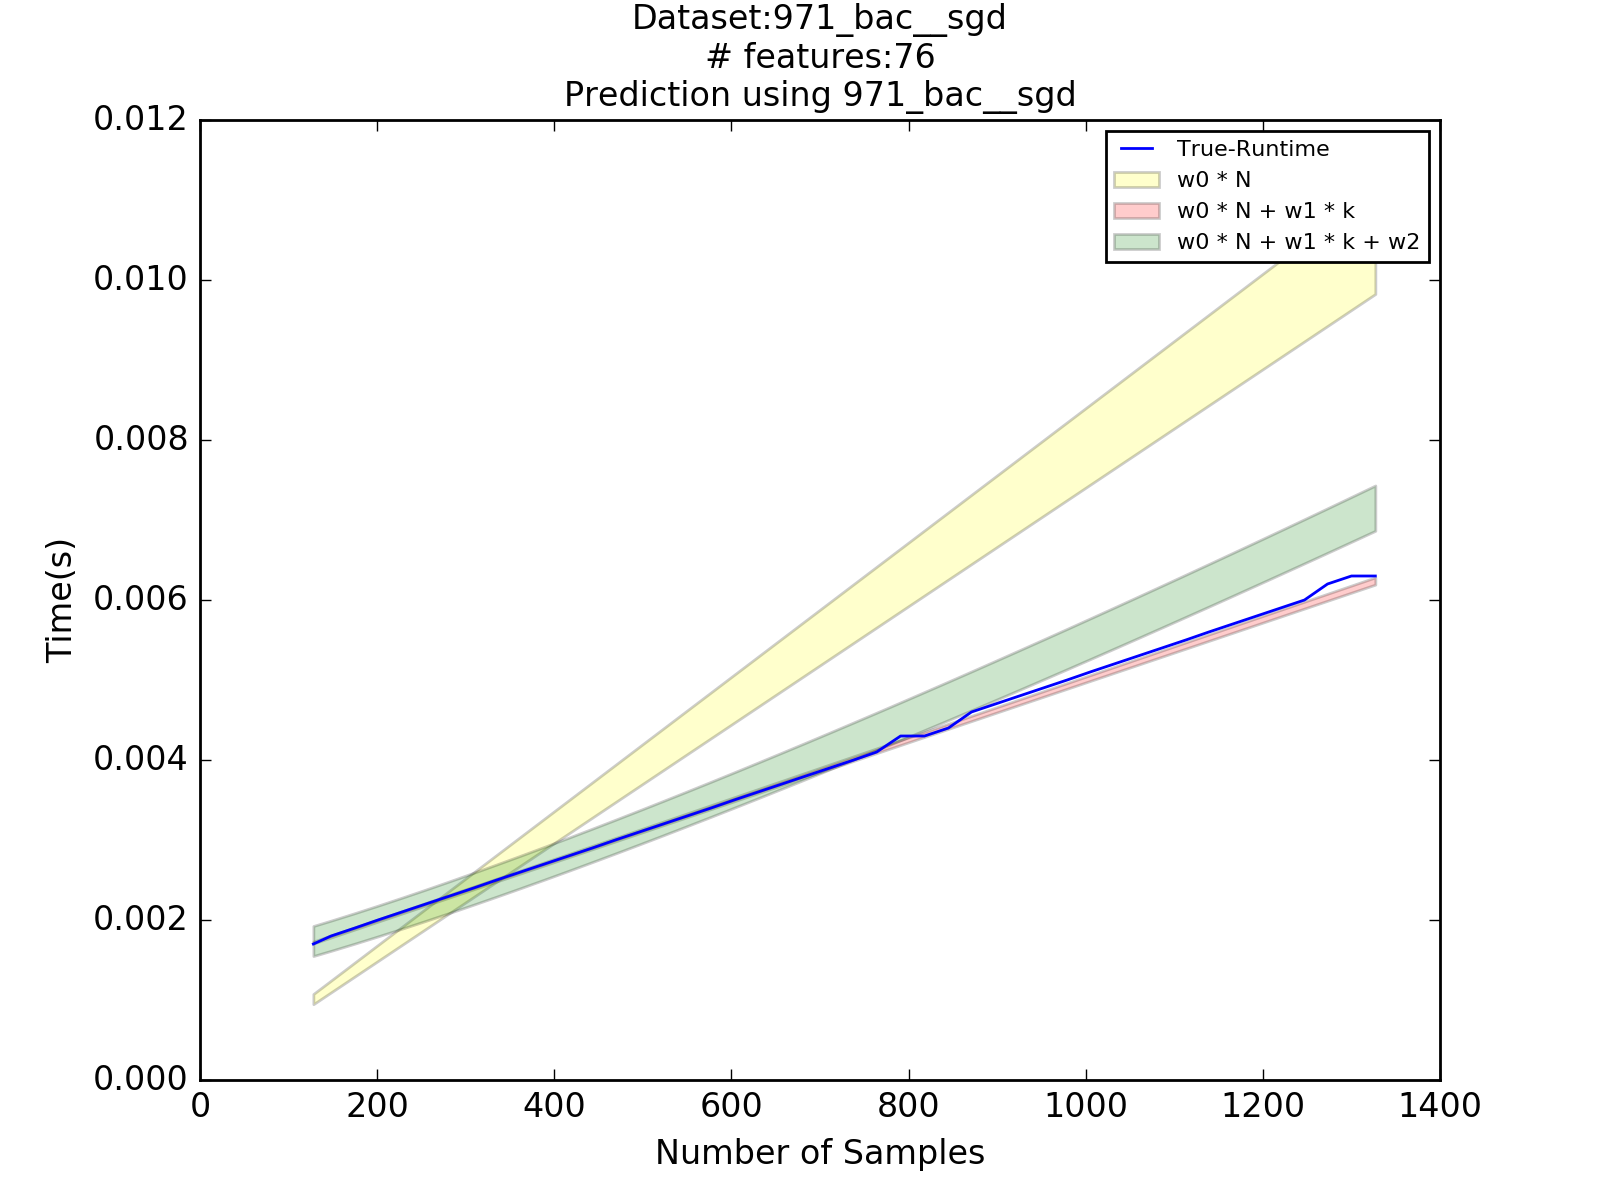 Dataset:971_bac__sgd
# features:76
Prediction using 971_bac__sgd
0.012
0.010
0.008
0.006
0.004
0.002
0.000
Time(s)
True-Runtime
w0 * N
w0 * N + w1 * k
w0 * N + w1 * k + w2
0 200 400 600 800 1000 1200 1400
Number of Samples